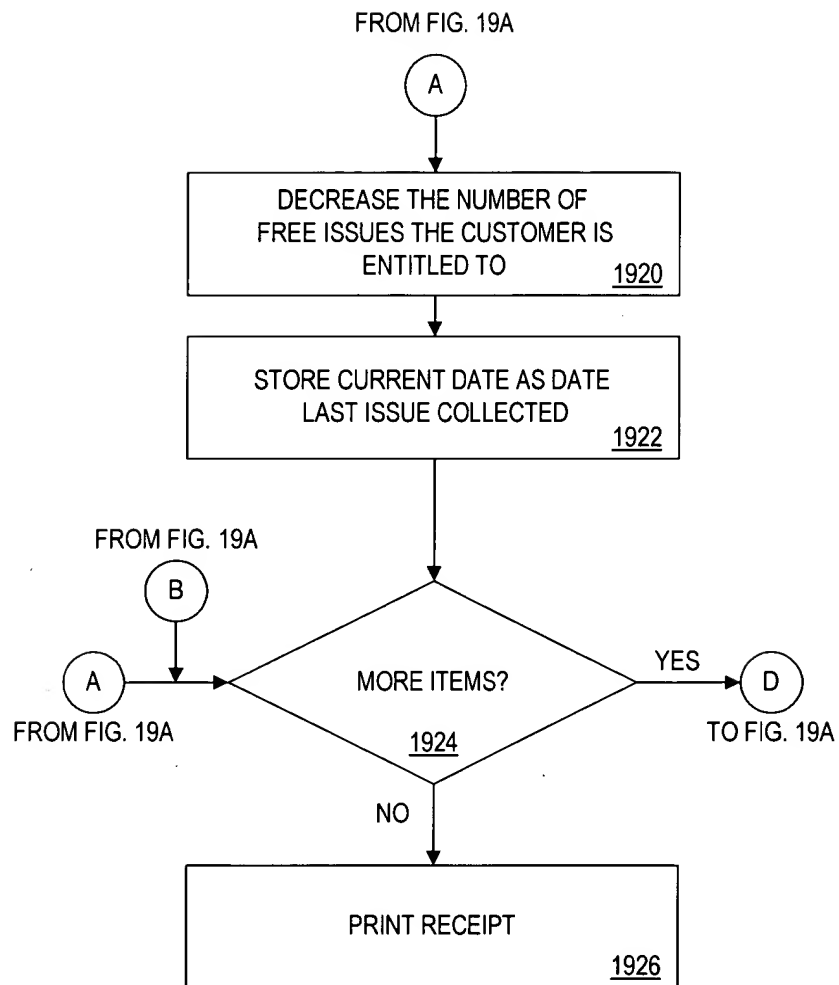 FROM FIG. 19A
A
DECREASE THE NUMBER OF
FREE ISSUES THE CUSTOMER IS
ENTITLED TO
1920
STORE CURRENT DATE AS DATE
LAST ISSUE COLLECTED
1922
FROM FIG. 19A
B
A
FROM FIG. 19A
MORE ITEMS?
1924
YES
D
TO FIG. 19A
NO
PRINT RECEIPT
1926